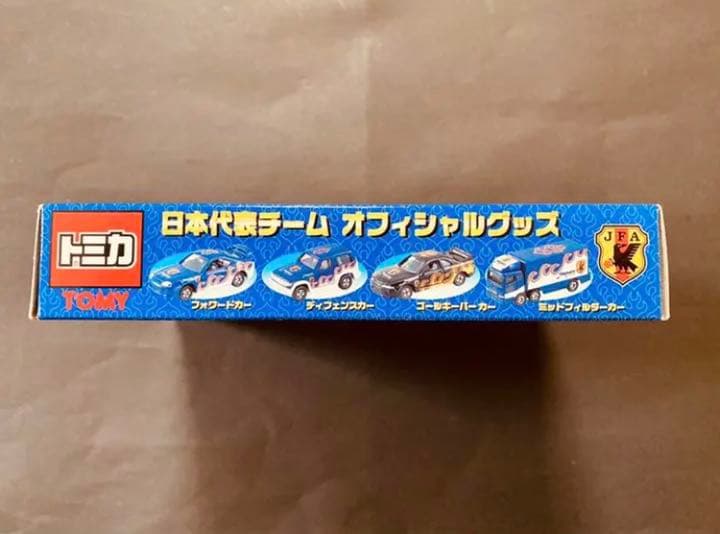 日本代表チーム オフィシャルグッズ
トミカ
TOMY
JFA
フォワードカー
ディフェンスカー
ゴールキーパーカー
ミッドフィルダーカー